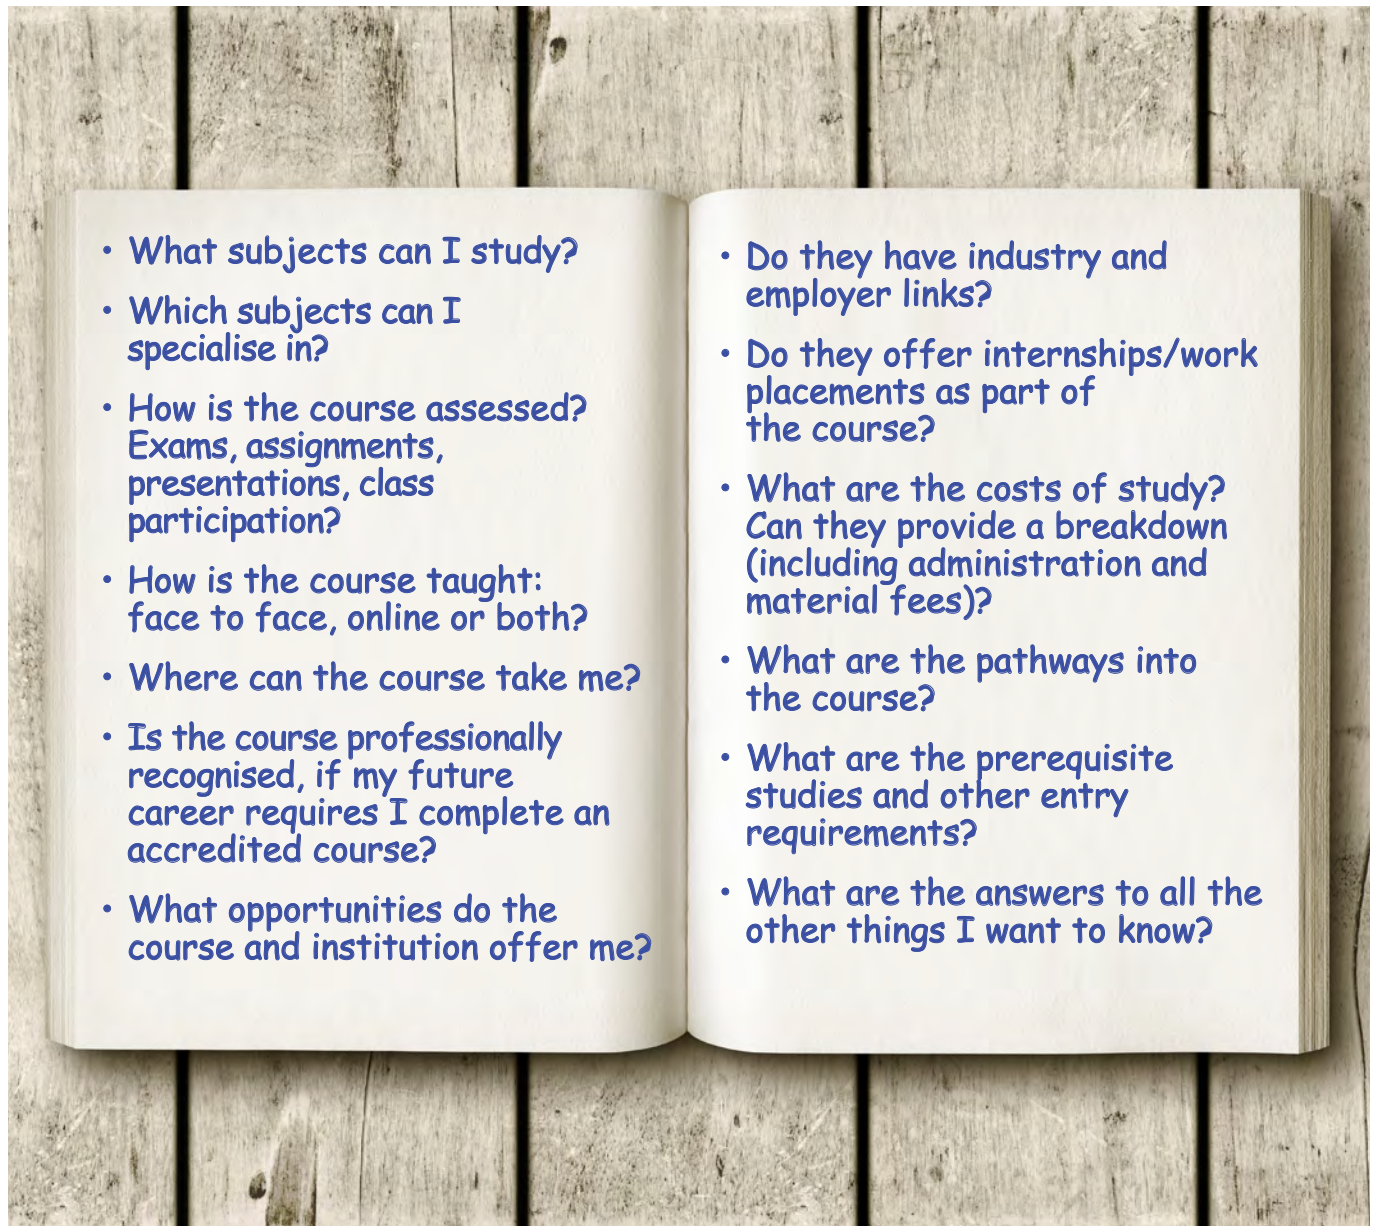 • What subjects can I study?
• Which subjects can I
specialise in?
• How is the course assessed?
Exams, assignments,
presentations, class
participation?
• How is the course taught:
face to face, online or both?
• Where can the course take me?
• Is the course professionally
recognised, if my future
career requires I complete an
accredited course?
• What opportunities do the
course and institution offer me?
• Do they have industry and
employer links?
• Do they offer internships/work
placements as part of
the course?
• What are the costs of study?
Can they provide a breakdown
(including administration and
material fees)?
• What are the pathways into
the course?
• What are the prerequisite
studies and other entry
requirements?
• What are the answers to all the
other things I want to know?